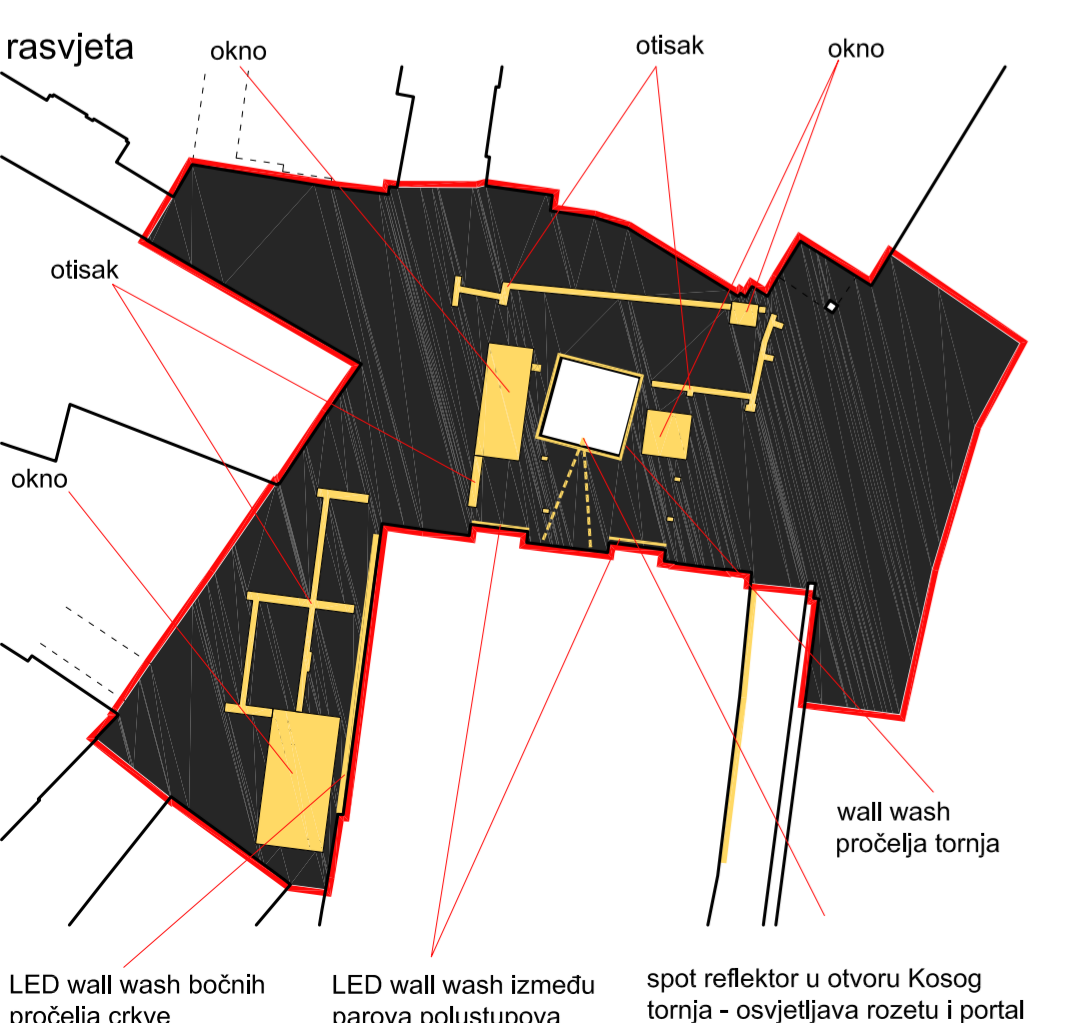 rasvjeta
okno
otisak
okno
otisak
okno
wall wash
pročelja tornja
LED wall wash bočnih
pročelja crkve
LED wall wash između
parova polustupova
spot reflektor u otvoru Kosog
tornja - osvjetljava rozetu i portal